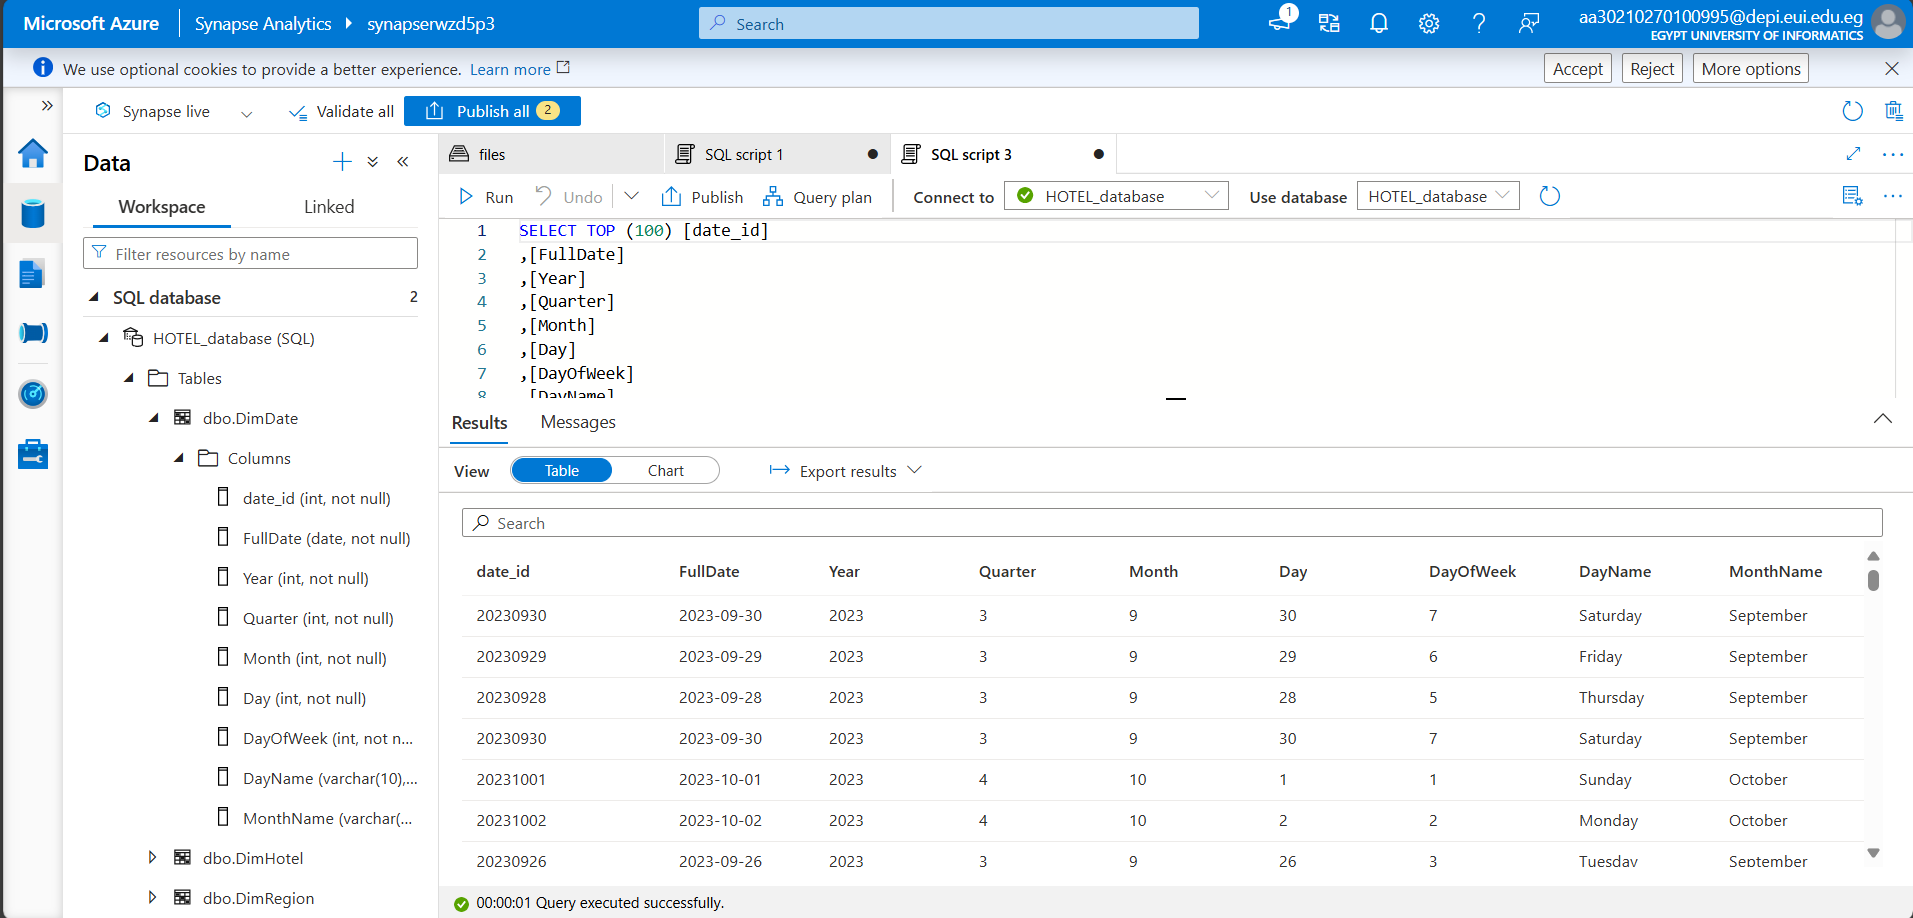 Microsoft Azure
Synapse Analytics
synapserwzd5p3
Search
1
aa30210270100995@depi.eui.edu.eg
EGYPT UNIVERSITY OF INFORMATICS
We use optional cookies to provide a better experience. Learn more
Accept
Reject
More options
Synapse live
Validate all
Publish all 2
Data
Workspace
Linked
Filter resources by name
SQL database 2
HOTEL_database (SQL)
Tables
dbo.DimDate
Columns
date_id (int, not null)
FullDate (date, not null)
Year (int, not null)
Quarter (int, not null)
Month (int, not null)
Day (int, not null)
DayOfWeek (int, not n...
DayName (varchar(10),...
MonthName (varchar(...
dbo.DimHotel
dbo.DimRegion
files
SQL script 1
SQL script 3
Run
Undo
Publish
Query plan
Connect to
HOTEL_database
Use database
HOTEL_database
1 SELECT TOP (100) [date_id]
2 ,[FullDate]
3 ,[Year]
4 ,[Quarter]
5 ,[Month]
6 ,[Day]
7 ,[DayOfWeek]
8 ,[DayName]
Results
Messages
View
Table
Chart
Export results
Search
date_id FullDate Year Quarter Month Day DayOfWeek DayName MonthName
20230930 2023-09-30 2023 3 9 30 7 Saturday September
20230929 2023-09-29 2023 3 9 29 6 Friday September
20230928 2023-09-28 2023 3 9 28 5 Thursday September
20230930 2023-09-30 2023 3 9 30 7 Saturday September
20231001 2023-10-01 2023 4 10 1 1 Sunday October
20231002 2023-10-02 2023 4 10 2 2 Monday October
20230926 2023-09-26 2023 3 9 26 3 Tuesday September
00:00:01 Query executed successfully.